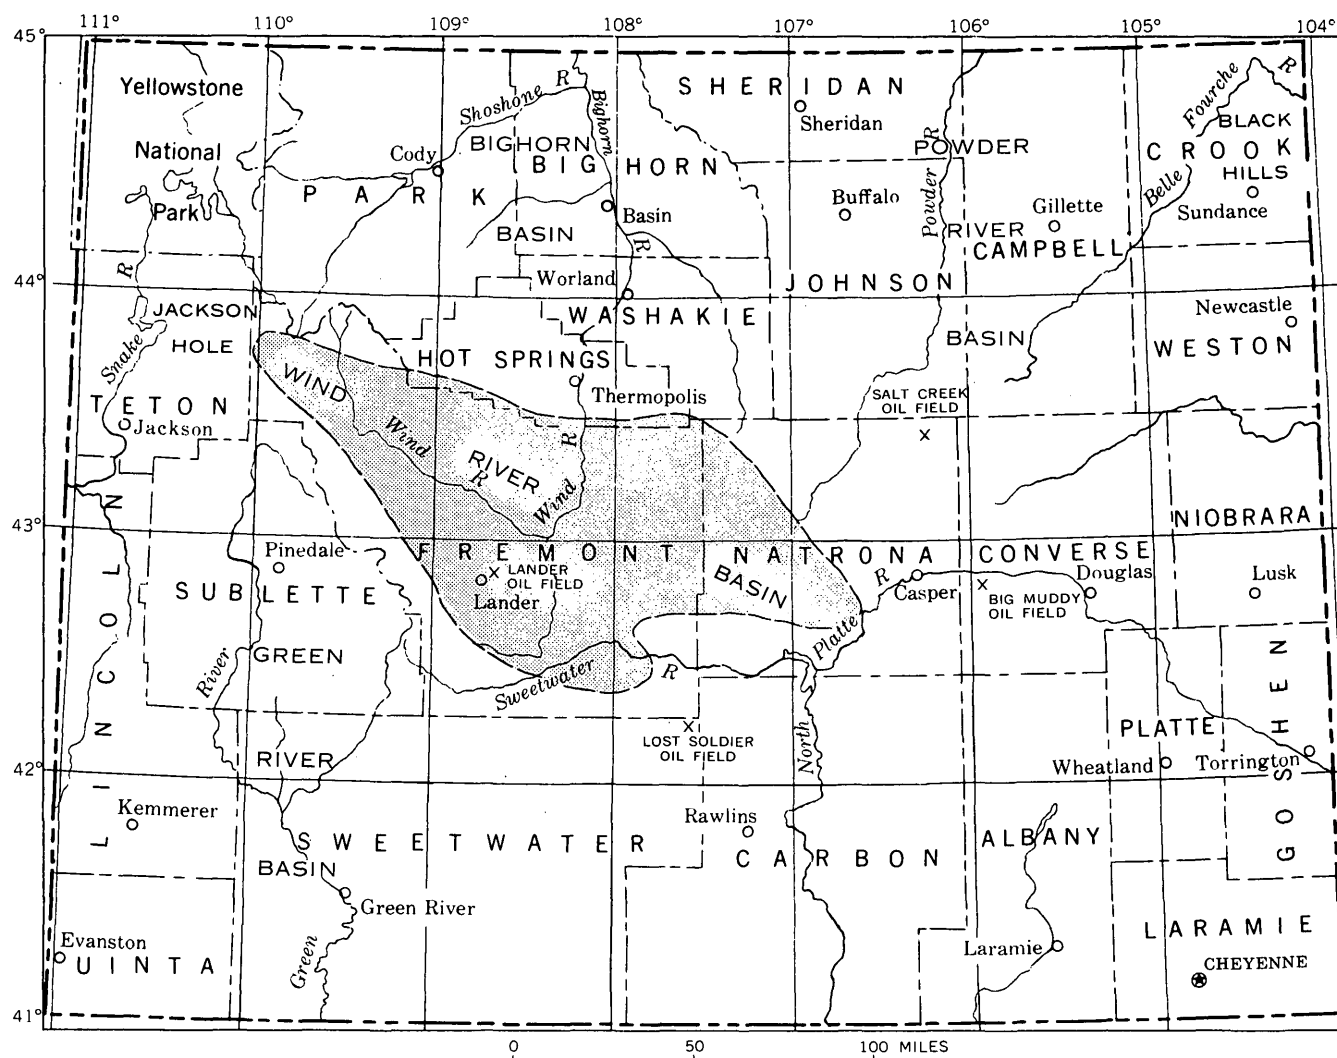 111° 110° 109° 108° 107° 106° 105° 104°
45°
Yellowstone
National
Park
Shoshone R
Bighorn
R
SHERIDAN
Sheridan
Fourche R
Belle
BLACK
HILLS
CROOK
Sundance
BIGHORN
BASIN
BIG HORN
Cody
PARK
Basin
POWDER
RIVER
BASIN
Powder R
Buffalo
Gillette
CAMPBELL
44°
R
Snake
JACKSON
HOLE
Worland
WASHAKIE
JOHNSON
Newcastle
WESTON
HOT SPRINGS
Thermopolis
TETON
Jackson
WIND
RIVER
BASIN
Wind
R
Wind
R
SALT CREEK
OIL FIELD
43°
LINCOLN
Pinedale
SUBLETTE
FREMONT
LANDER
OIL FIELD
Lander
NATRONA
R
Casper
CONVERSE
BIG MUDDY
OIL FIELD
Douglas
NIOBRARA
Lusk
GREEN
RIVER
BASIN
River
Sweetwater
R
Platte
North
LOST SOLDIER
OIL FIELD
PLATTE
Wheatland
Torrington
GOSHEN
42°
Kemmerer
SWEETWATER
Rawlins
CARBON
ALBANY
Green River
Green
Evanston
UINTA
Laramie
LARAMIE
CHEYENNE
41°
0 50 100 MILES